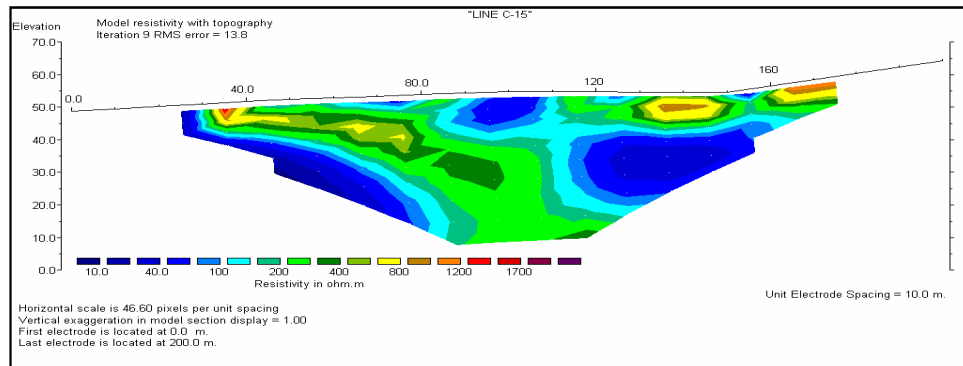 "LINE C-15"
Elevation
Model resistivity with topography
Iteration 9 RMS error = 13.8
70.0
60.0
50.0
40.0
30.0
20.0
10.0
0.0
0.0
40.0
80.0
120
160
10.0 40.0 100 200 400 800 1200 1700
Resistivity in ohm.m
Unit Electrode Spacing = 10.0 m.
Horizontal scale is 46.60 pixels per unit spacing
Vertical exaggeration in model section display = 1.00
First electrode is located at 0.0 m.
Last electrode is located at 200.0 m.